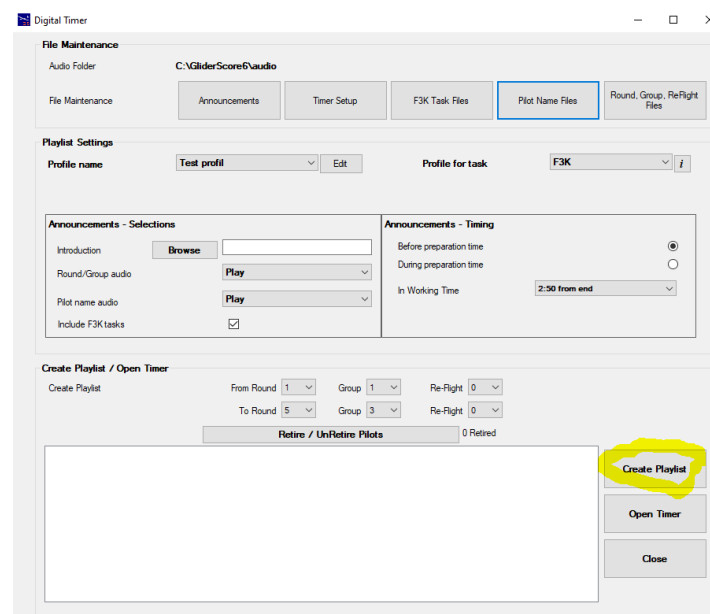 Digital Timer
File Maintenance
Audio Folder C:\GliderScore6\audio
File Maintenance Announcements Timer Setup F3K Task Files Pilot Name Files Round, Group, ReFlight Files
Playlist Settings
Profile name Test profil Edt Profile for task F3K i
Announcements - Selections
Introduction Browse
Round/Group audio Play
Pilot name audio Play
Include F3K tasks
Announcements - Timing
Before preparation time
During preparation time
In Working Time 2:50 from end
Create Playlist / Open Timer
Create Playlist From Round 1 Group 1 Re-Flight 0
To Round 5 Group 3 Re-Flight 0
Retire / UnRetire Pilots 0 Retired
Create Playlist
Open Timer
Close